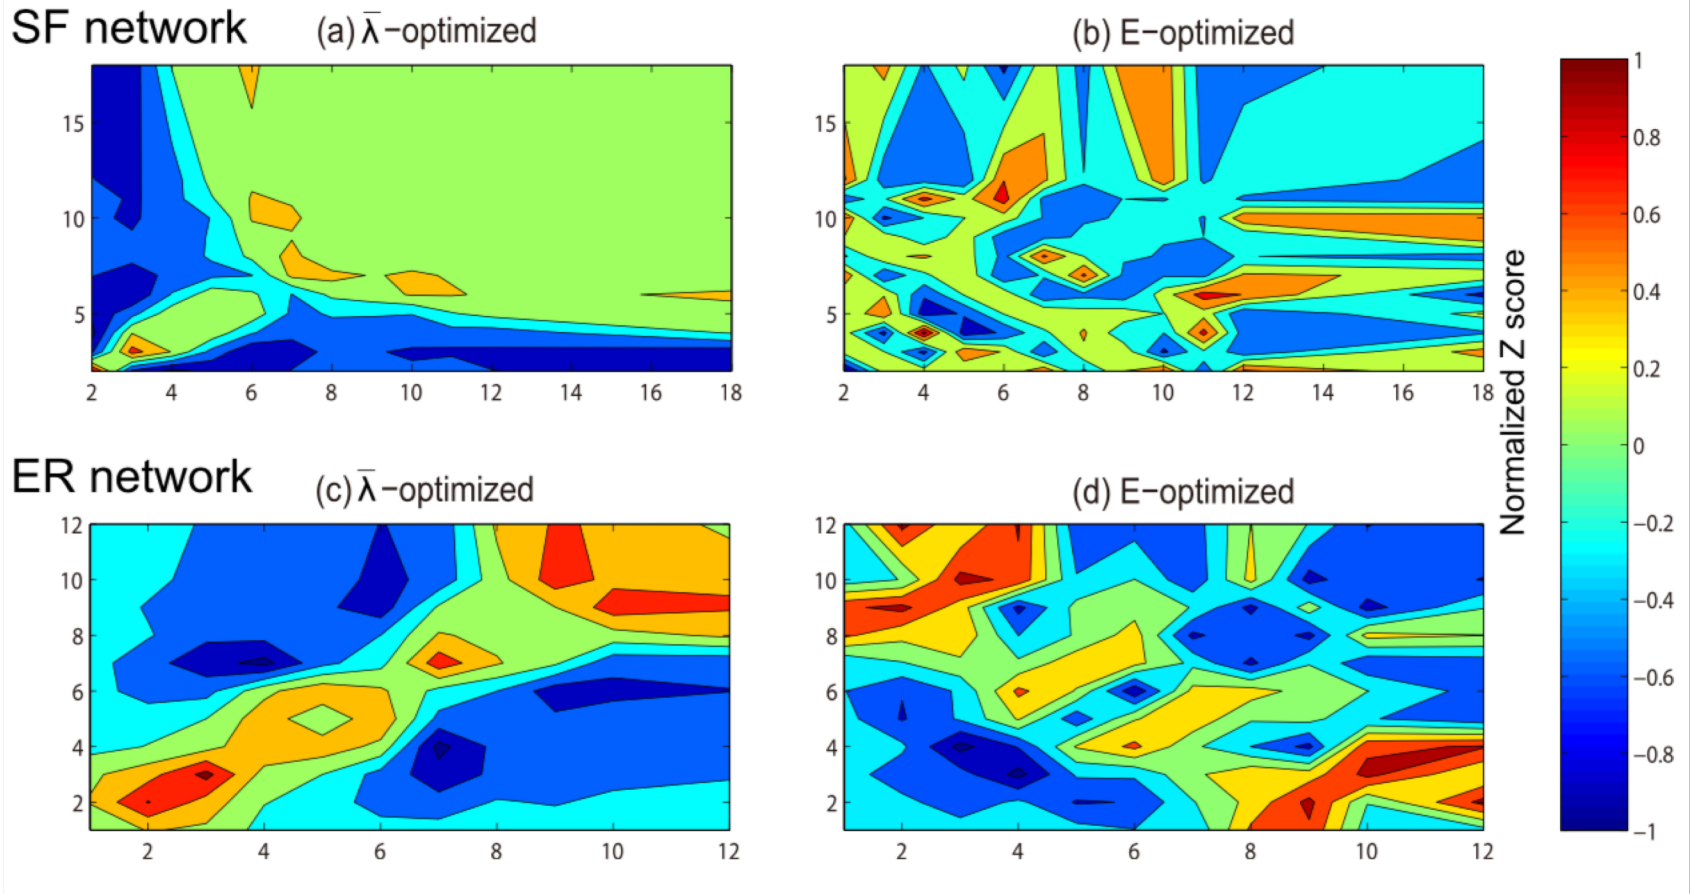 SF network
(a) λ̄−optimized
(b) E−optimized
15
10
5
2 4 6 8 10 12 14 16 18
15
10
5
2 4 6 8 10 12 14 16 18
ER network
(c) λ̄−optimized
(d) E−optimized
12
10
8
6
4
2
2 4 6 8 10 12
12
10
8
6
4
2
2 4 6 8 10 12
Normalized Z score
1
0.8
0.6
0.4
0.2
0
−0.2
−0.4
−0.6
−0.8
−1